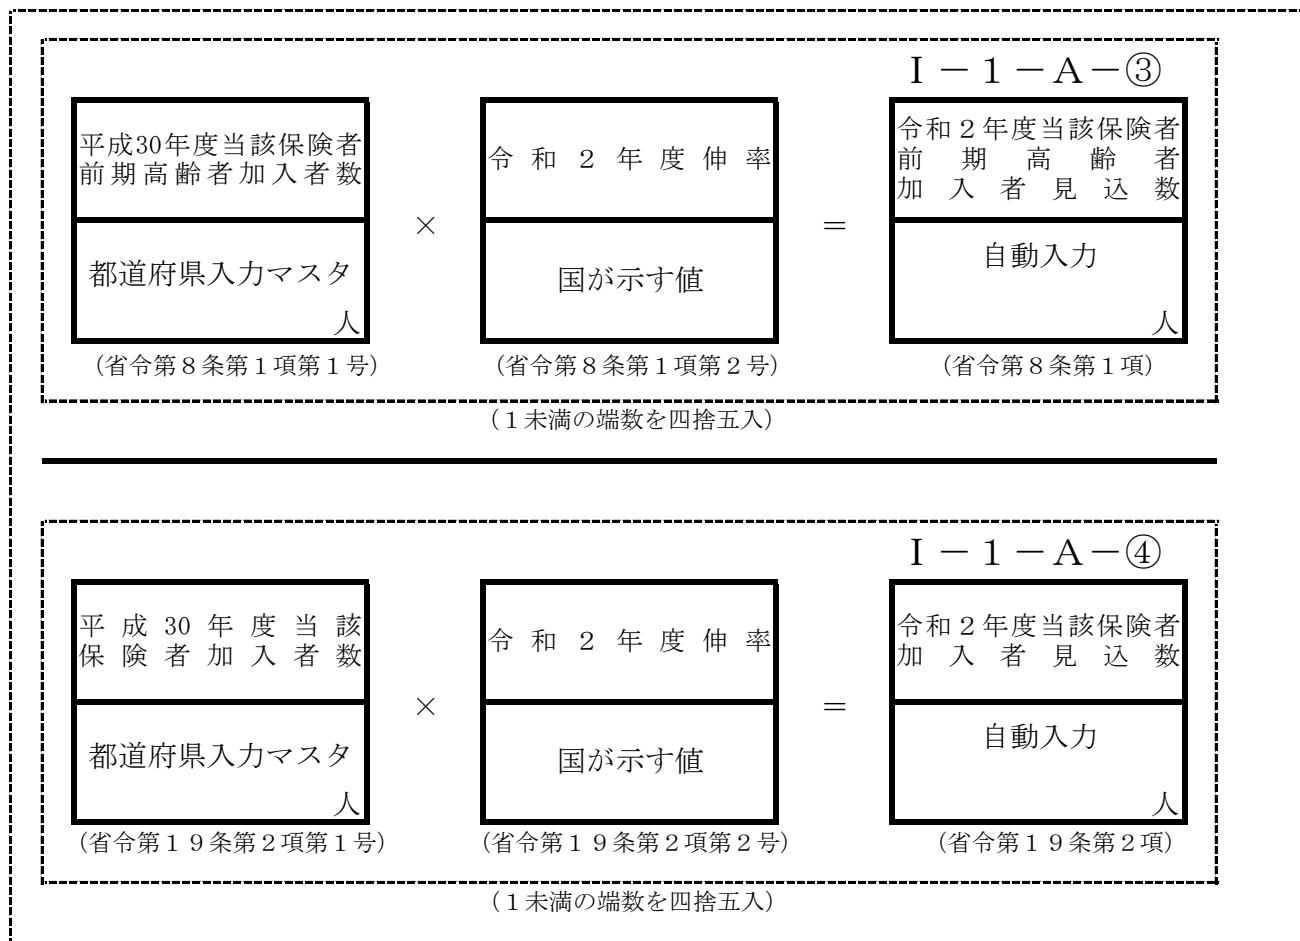 Ⅰ－１－Ａ－③
平成30年度当該保険者
前期高齢者加入者数
都道府県入力マスタ
人
(省令第８条第１項第１号)
×
令和２年度伸率
国が示す値
(省令第８条第１項第２号)
＝
令和２年度当該保険者
前期高齢者
加入者見込数
自動入力
人
(省令第８条第１項)
(１未満の端数を四捨五入)
Ⅰ－１－Ａ－④
平成30年度当該
保険者加入者数
都道府県入力マスタ
人
(省令第１９条第２項第１号)
×
令和２年度伸率
国が示す値
(省令第１９条第２項第２号)
＝
令和２年度当該保険者
加入者見込数
自動入力
人
(省令第１９条第２項)
(１未満の端数を四捨五入)